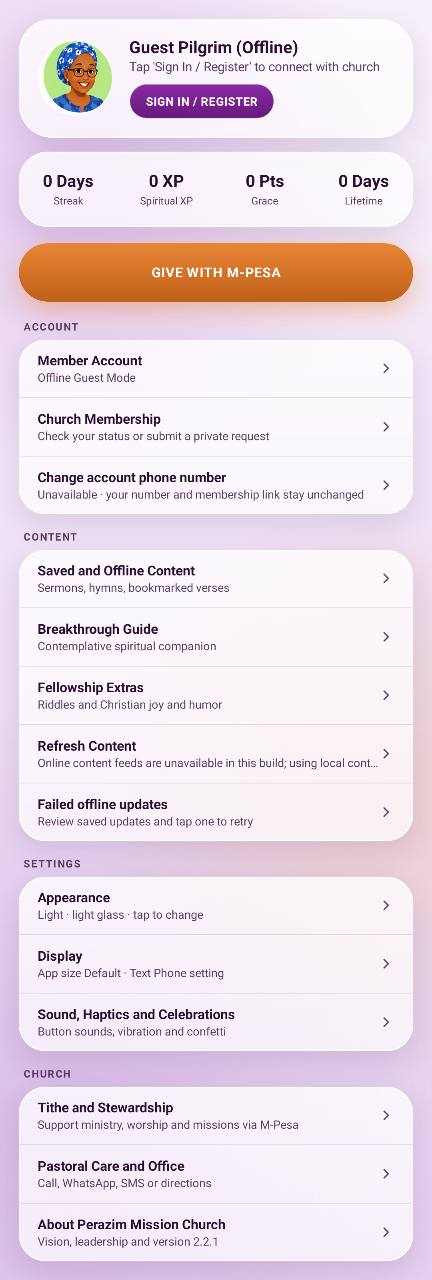 Guest Pilgrim (Offline)
Tap 'Sign In / Register' to connect with church
SIGN IN / REGISTER
0 Days
0 XP
0 Pts
0 Days
Streak
Spiritual XP
Grace
Lifetime
GIVE WITH M-PESA
ACCOUNT
Member Account
Offline Guest Mode
Church Membership
Check your status or submit a private request
Change account phone number
Unavailable · your number and membership link stay unchanged
CONTENT
Saved and Offline Content
Sermons, hymns, bookmarked verses
Breakthrough Guide
Contemplative spiritual companion
Fellowship Extras
Riddles and Christian joy and humor
Refresh Content
Online content feeds are unavailable in this build; using local cont...
Failed offline updates
Review saved updates and tap one to retry
SETTINGS
Appearance
Light · light glass · tap to change
Display
App size Default · Text Phone setting
Sound, Haptics and Celebrations
Button sounds, vibration and confetti
CHURCH
Tithe and Stewardship
Support ministry, worship and missions via M-Pesa
Pastoral Care and Office
Call, WhatsApp, SMS or directions
About Perazim Mission Church
Vision, leadership and version 2.2.1